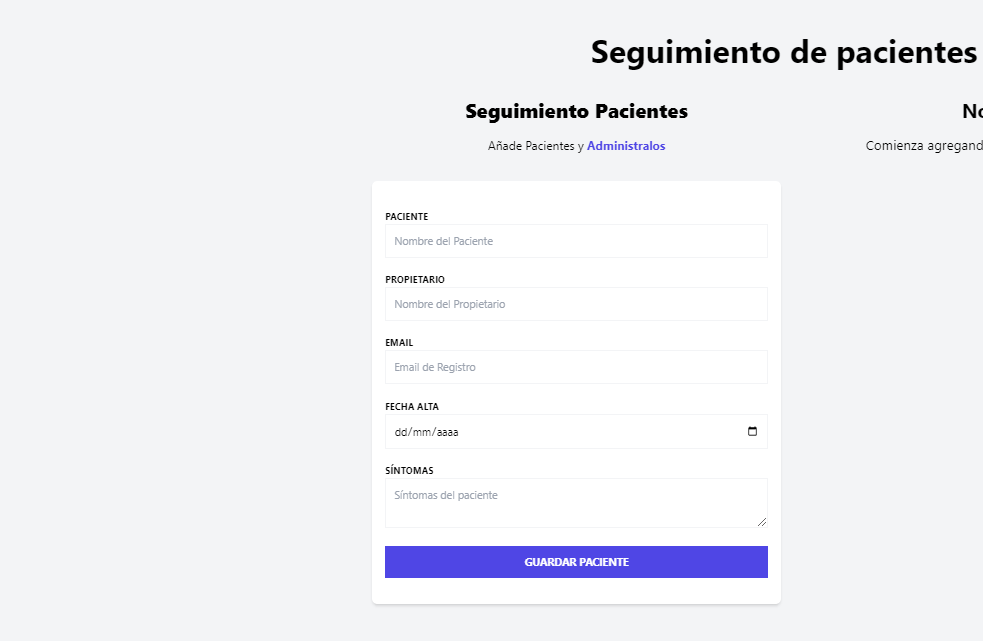 Seguimiento de pacientes
Seguimiento Pacientes
Añade Pacientes y Administralos
PACIENTE
Nombre del Paciente
PROPIETARIO
Nombre del Propietario
EMAIL
Email de Registro
FECHA ALTA
dd/mm/aaaa
SÍNTOMAS
Síntomas del paciente
GUARDAR PACIENTE
No
Comienza agregand